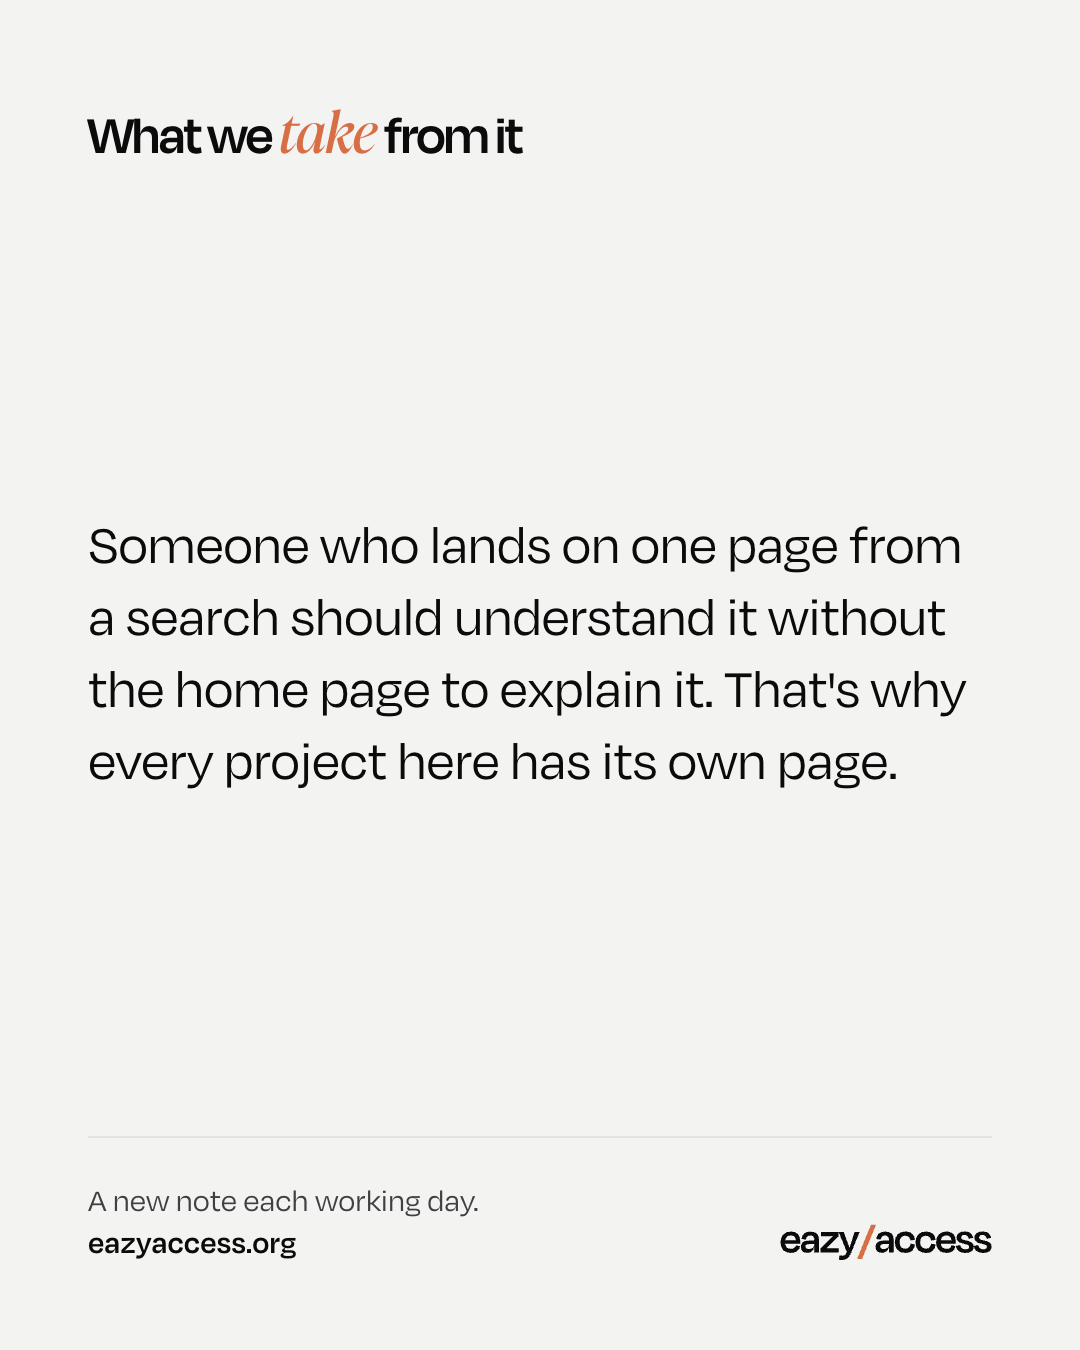 What we take from it
Someone who lands on one page from
a search should understand it without
the home page to explain it. That's why
every project here has its own page.
A new note each working day.
eazyaccess.org
eazy/access